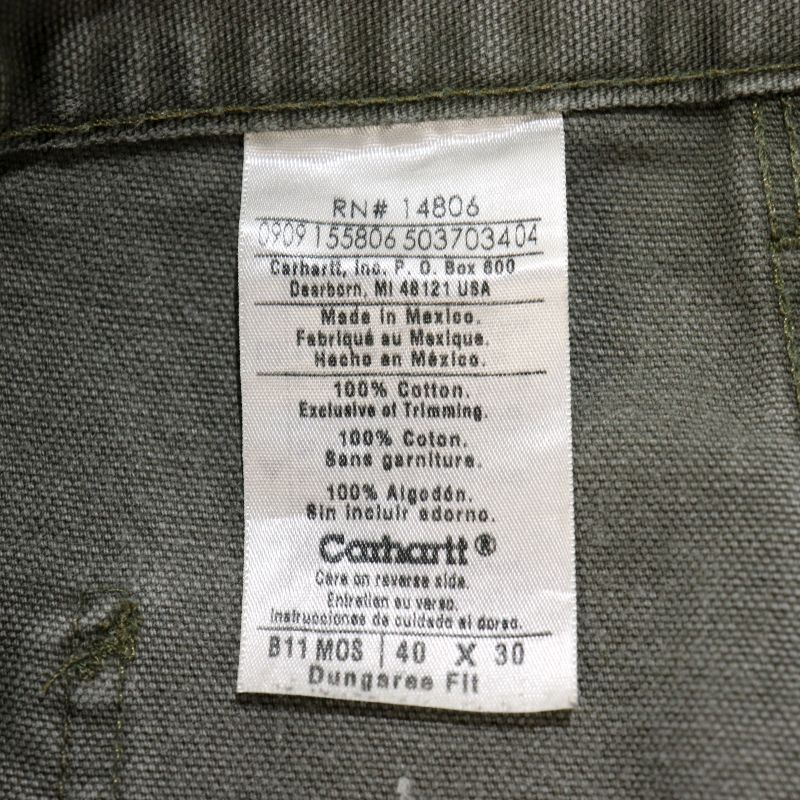 RN# 14806
0909 155806 503703404
Carhartt, Inc. P. O. Box 600
Dearborn, MI 48121 USA
Made in Mexico.
Fabriqué au Mexique.
Hecho en México.
100% Cotton.
Exclusive of Trimming.
100% Coton.
Sans garniture.
100% Algodón.
Sin incluir adorno.
Carhartt®
Care on reverse side.
Entretien au verso.
Instrucciones de cuidado al dorso.
B11 MOS | 40 X 30
Dungaree Fit